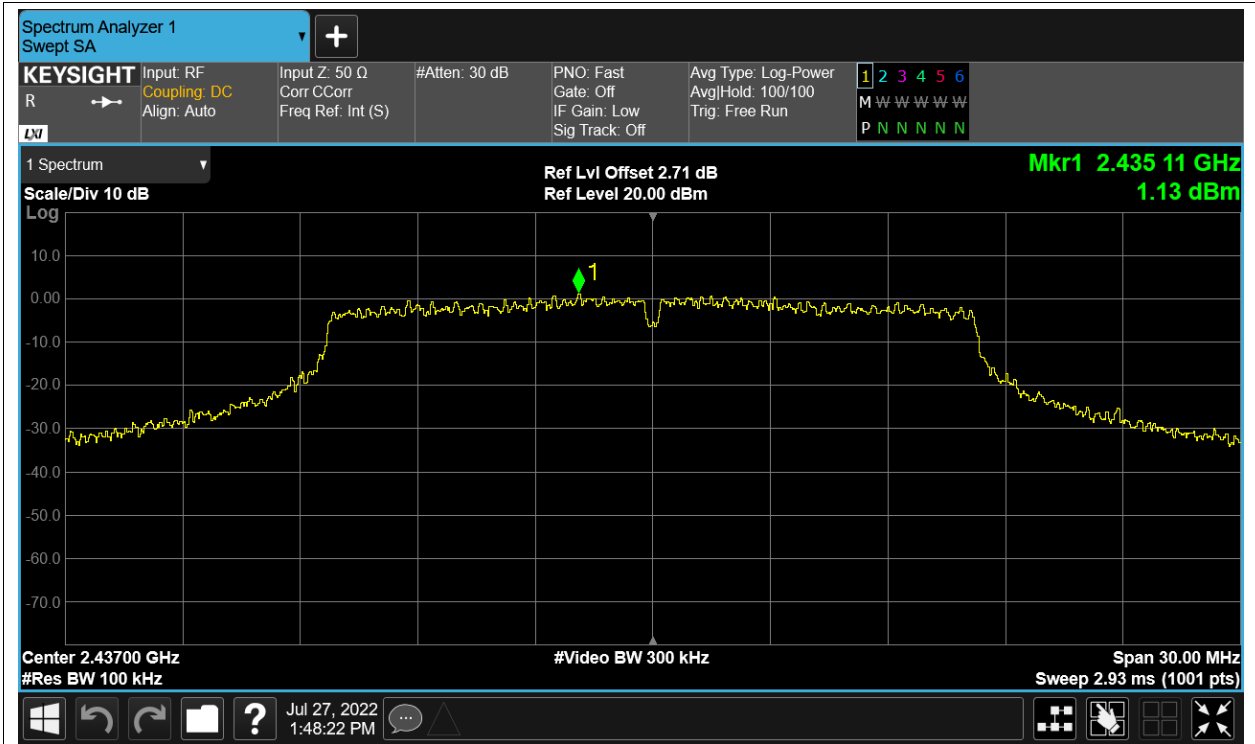 Spectrum Analyzer 1
Swept SA
KEYSIGHT
R
LXI
Input: RF
Coupling: DC
Align: Auto
Input Z: 50 Ω
Corr CCorr
Freq Ref: Int (S)
#Atten: 30 dB
PNO: Fast
Gate: Off
IF Gain: Low
Sig Track: Off
Avg Type: Log-Power
Avg|Hold: 100/100
Trig: Free Run
1 2 3 4 5 6
M W W W W W
P N N N N N
1 Spectrum
Scale/Div 10 dB
Log
Ref Lvl Offset 2.71 dB
Ref Level 20.00 dBm
Mkr1 2.435 11 GHz
1.13 dBm
1
10.0
0.00
-10.0
-20.0
-30.0
-40.0
-50.0
-60.0
-70.0
Center 2.43700 GHz
#Res BW 100 kHz
#Video BW 300 kHz
Span 30.00 MHz
Sweep 2.93 ms (1001 pts)
?
Jul 27, 2022
1:48:22 PM